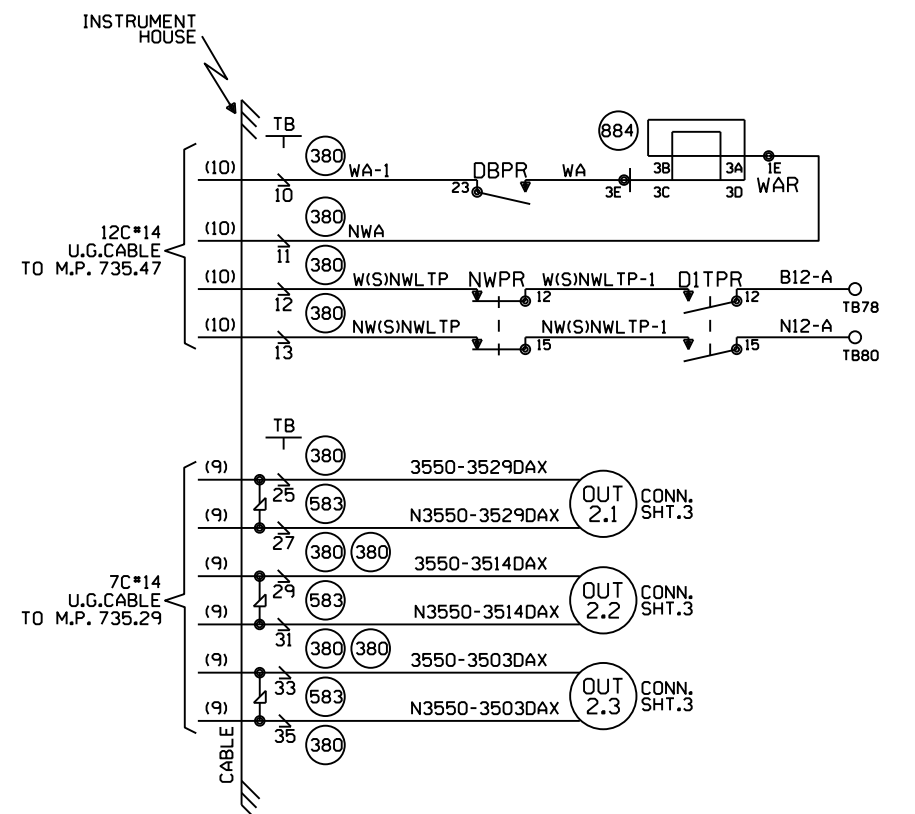 INSTRUMENT
HOUSE
TB
884
380
(10)
WA-1
DBPR
WA
3B
3A
1E
10
23
3E
3C
3D
WAR
380
(10)
NWA
12C#14
U.G.CABLE
TO M.P. 735.47
11
380
(10)
W(S)NWLTP
NWPR
W(S)NWLTP-1
D1TPR
B12-A
12
12
12
TB78
380
(10)
NW(S)NWLTP
NW(S)NWLTP-1
N12-A
13
15
15
TB80
TB
380
(9)
3550-3529DAX
25
583
OUT
2.1
CONN.
SHT.3
(9)
N3550-3529DAX
27
380
380
(9)
3550-3514DAX
7C#14
U.G.CABLE
TO M.P. 735.29
29
583
OUT
2.2
CONN.
SHT.3
(9)
N3550-3514DAX
31
380
380
(9)
3550-3503DAX
33
583
OUT
2.3
CONN.
SHT.3
(9)
N3550-3503DAX
35
380
CABLE